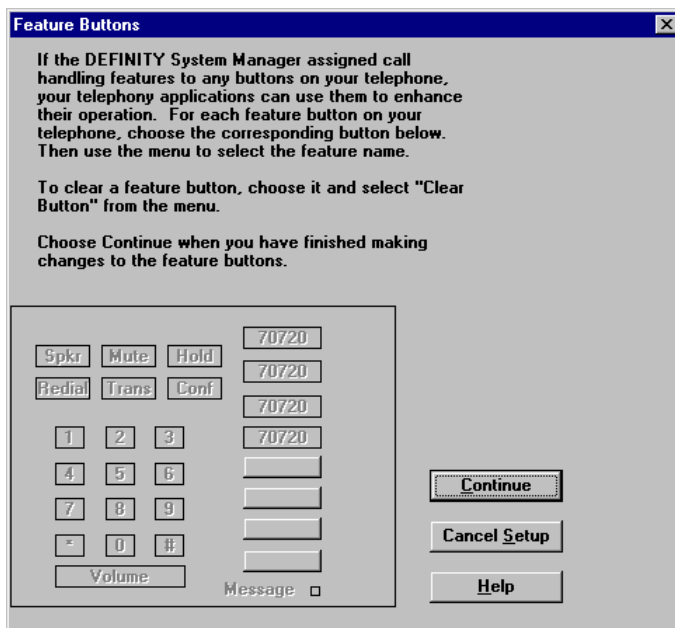 Feature Buttons
If the DEFINITY System Manager assigned call
handling features to any buttons on your telephone,
your telephony applications can use them to enhance
their operation.  For each feature button on your
telephone, choose the corresponding button below.
Then use the menu to select the feature name.
To clear a feature button, choose it and select "Clear
Button" from the menu.
Choose Continue when you have finished making
changes to the feature buttons.
70720
Spkr Mute Hold
70720
Redial Trans Conf
70720
1 2 3
70720
4 5 6
7 8 9
* 0 #
Volume
Message
Continue
Cancel Setup
Help